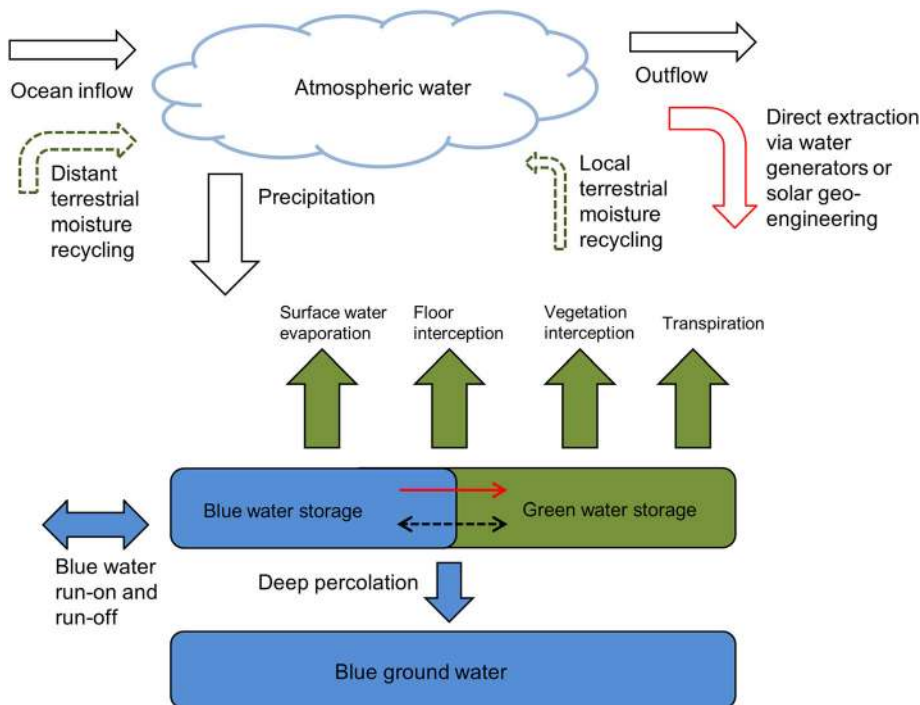 Ocean inflow
Atmospheric water
Outflow
Distant
terrestrial
moisture
recycling
Precipitation
Local
terrestrial
moisture
recycling
Direct extraction
via water
generators or
solar geo-
engineering
Surface water
evaporation
Floor
interception
Vegetation
interception
Transpiration
Blue water storage
Green water storage
Blue water
run-on and
run-off
Deep percolation
Blue ground water